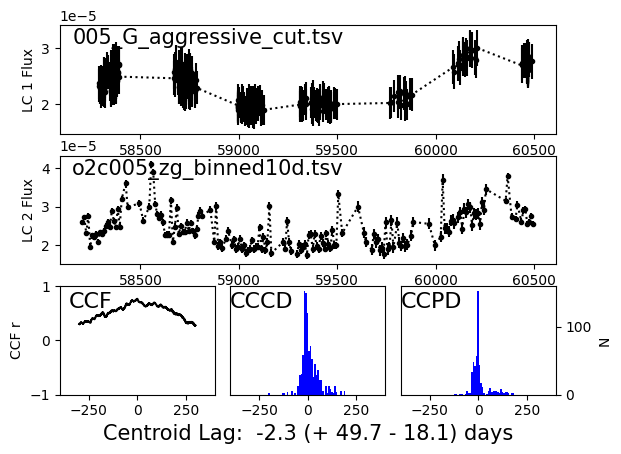 1e−5
005_G_aggressive_cut.tsv
LC 1 Flux
3
2
58500 59000 59500 60000 60500
1e−5
o2c005_zg_binned10d.tsv
LC 2 Flux
4
3
2
58500 59000 59500 60000 60500
CCF CCCD CCPD
CCF r
1
0
−1
100
0
N
−250 0 250 −250 0 250 −250 0 250
Centroid Lag:  -2.3 (+ 49.7 - 18.1) days